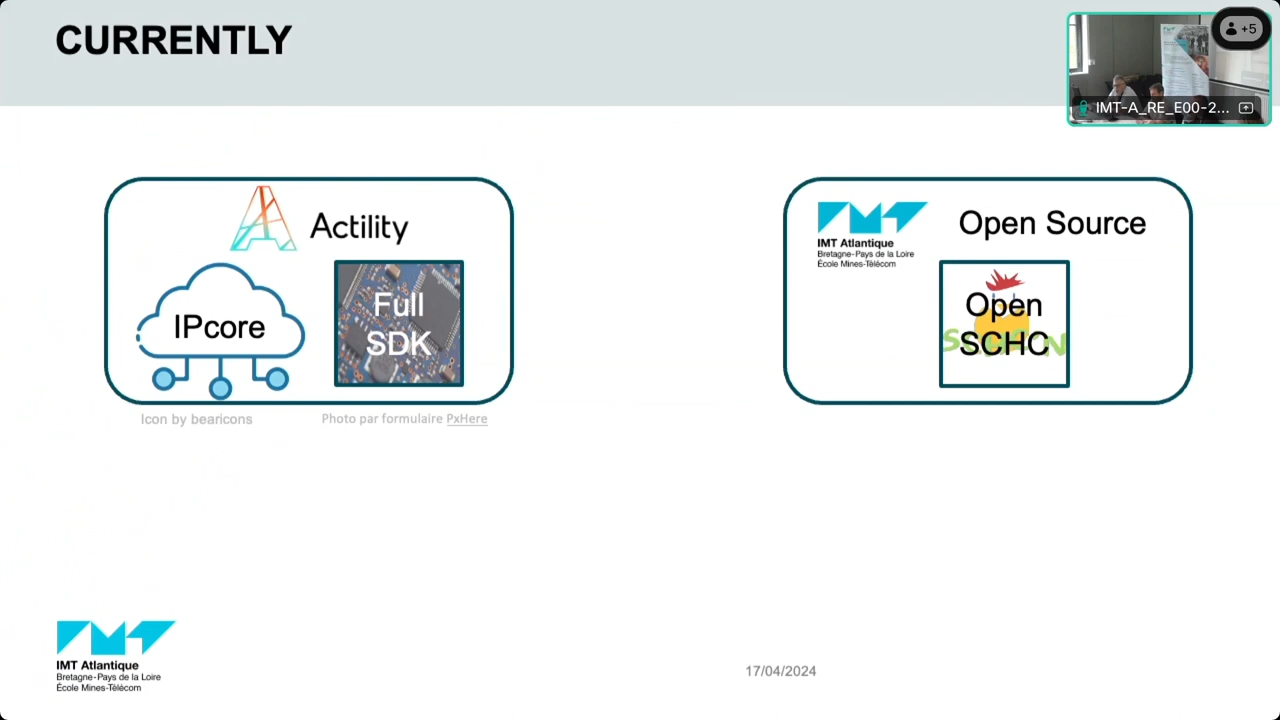 CURRENTLY
+5
IMT-A_RE_E00-2...
Actility
IPcore
Full
SDK
Icon by bearicons
Photo par formulaire PxHere
IMT Atlantique
Bretagne-Pays de la Loire
École Mines-Télécom
Open Source
Open
SCHC
IMT Atlantique
Bretagne-Pays de la Loire
École Mines-Télécom
17/04/2024